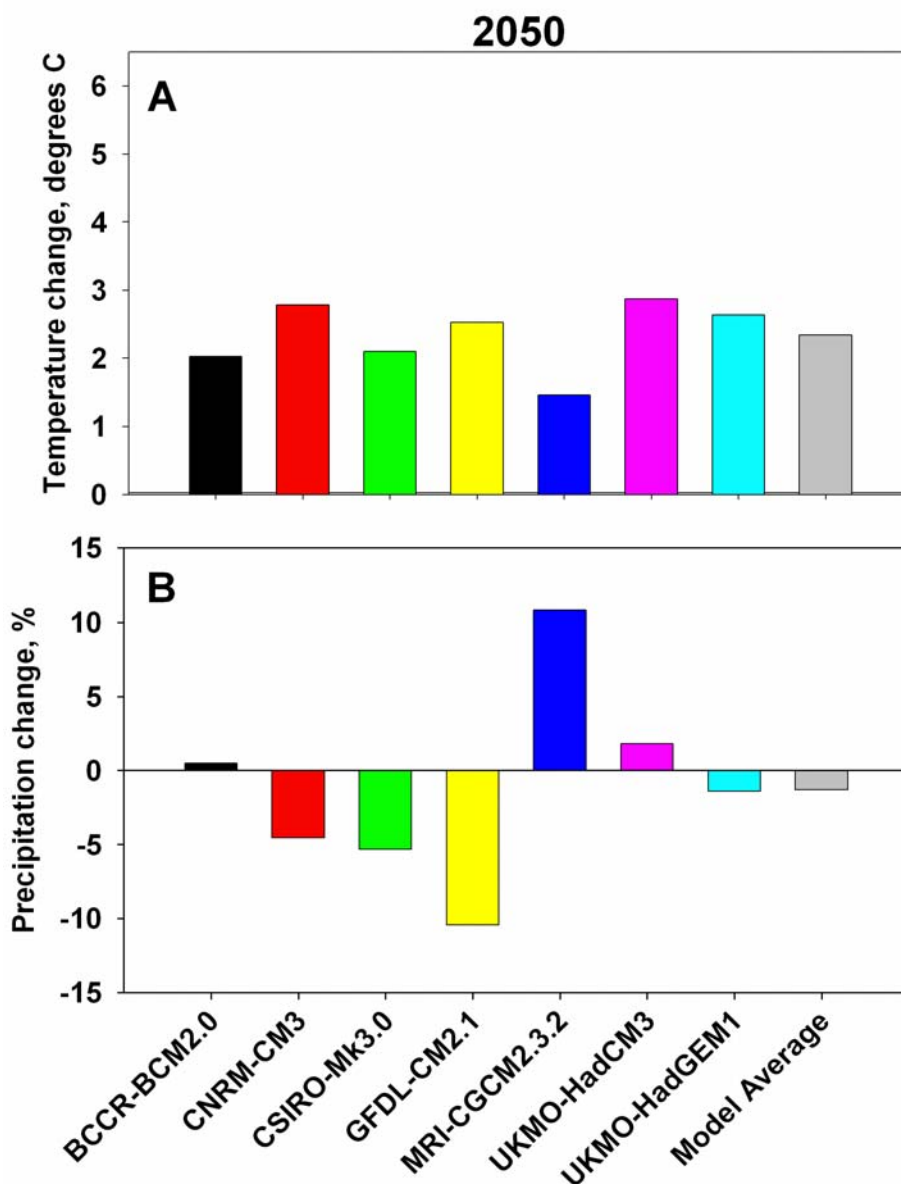 2050
A
Temperature change, degrees C
6
5
4
3
2
1
0
B
Precipitation change, %
15
10
5
0
-5
-10
-15
BCCR-BCM2.0
CNRM-CM3
CSIRO-Mk3.0
GFDL-CM2.1
MRI-CGCM2.3.2
UKMO-HadCM3
UKMO-HadGEM1
Model Average